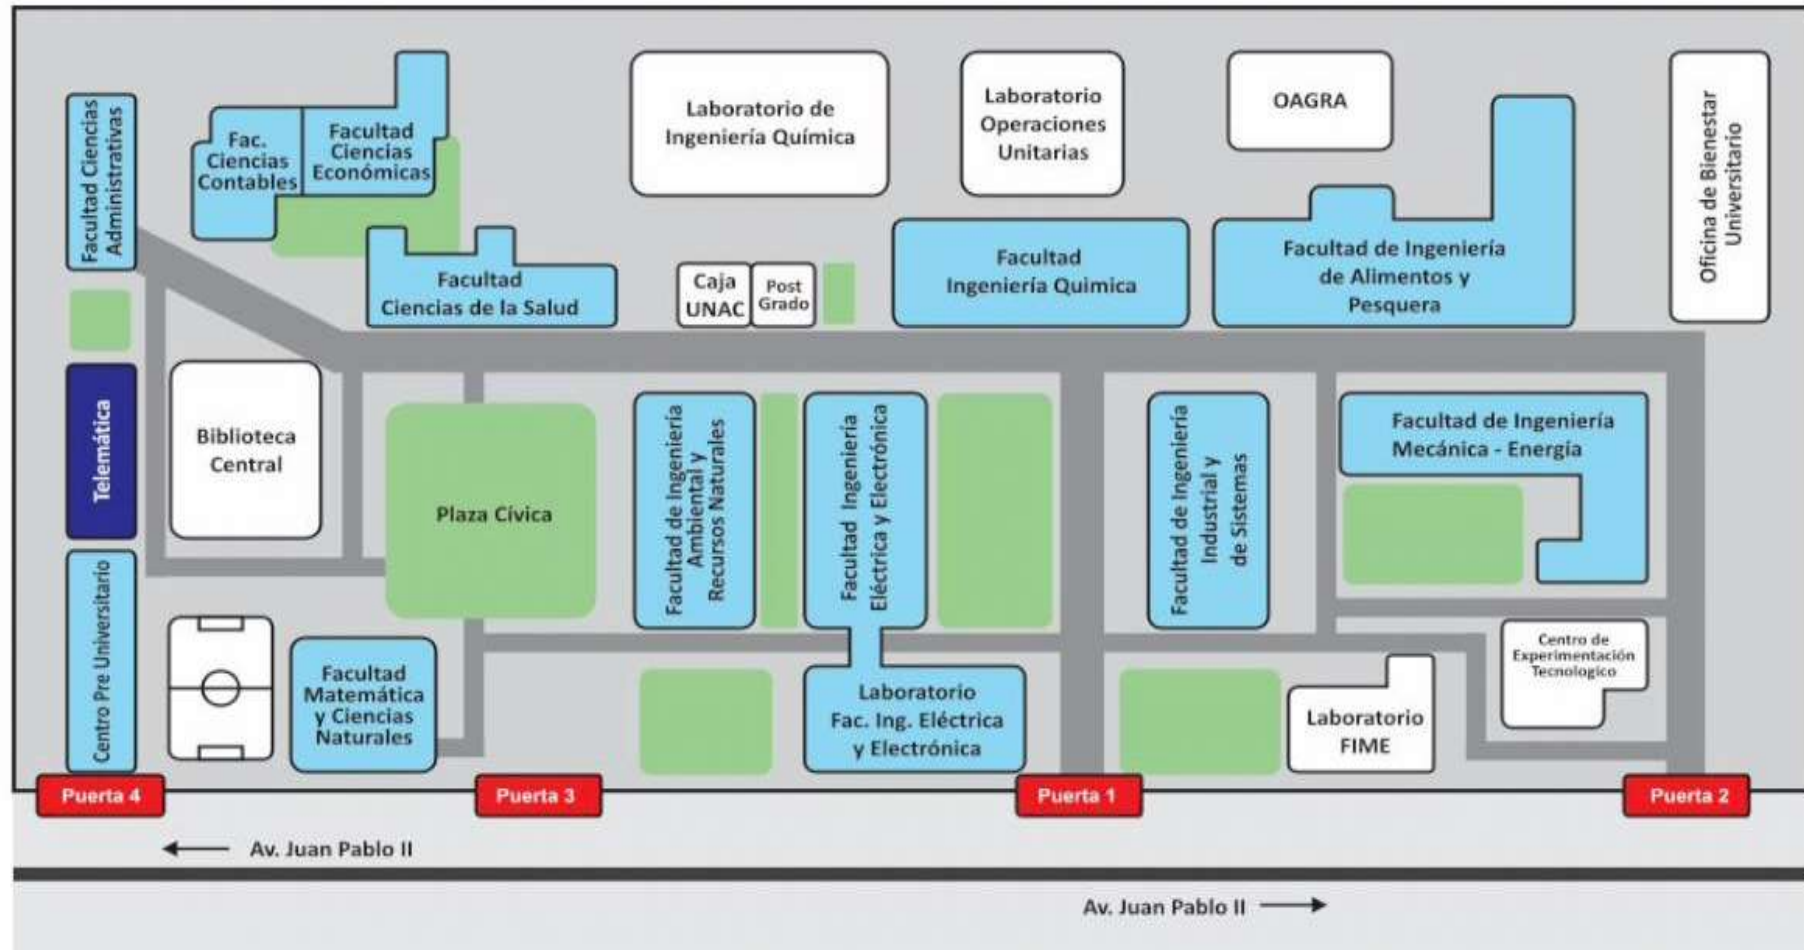 Facultad Ciencias
Administrativas
Fac.
Ciencias
Contables
Facultad
Ciencias
Económicas
Laboratorio de
Ingeniería Química
Laboratorio
Operaciones
Unitarias
OAGRA
Oficina de Bienestar
Universitario
Facultad
Ciencias de la Salud
Caja
UNAC
Post
Grado
Facultad
Ingeniería Quimica
Facultad de Ingeniería
de Alimentos y
Pesquera
Telemática
Biblioteca
Central
Plaza Cívica
Facultad de Ingeniería
Ambiental y
Recursos Naturales
Facultad Ingeniería
Eléctrica y Electrónica
Facultad de Ingeniería
Industrial y
de Sistemas
Facultad de Ingeniería
Mecánica - Energía
Centro Pre Universitario
Facultad
Matemática
y Ciencias
Naturales
Laboratorio
Fac. Ing. Eléctrica
y Electrónica
Laboratorio
FIME
Centro de
Experimentación
Tecnologico
Puerta 4
Puerta 3
Puerta 1
Puerta 2
Av. Juan Pablo II
Av. Juan Pablo II